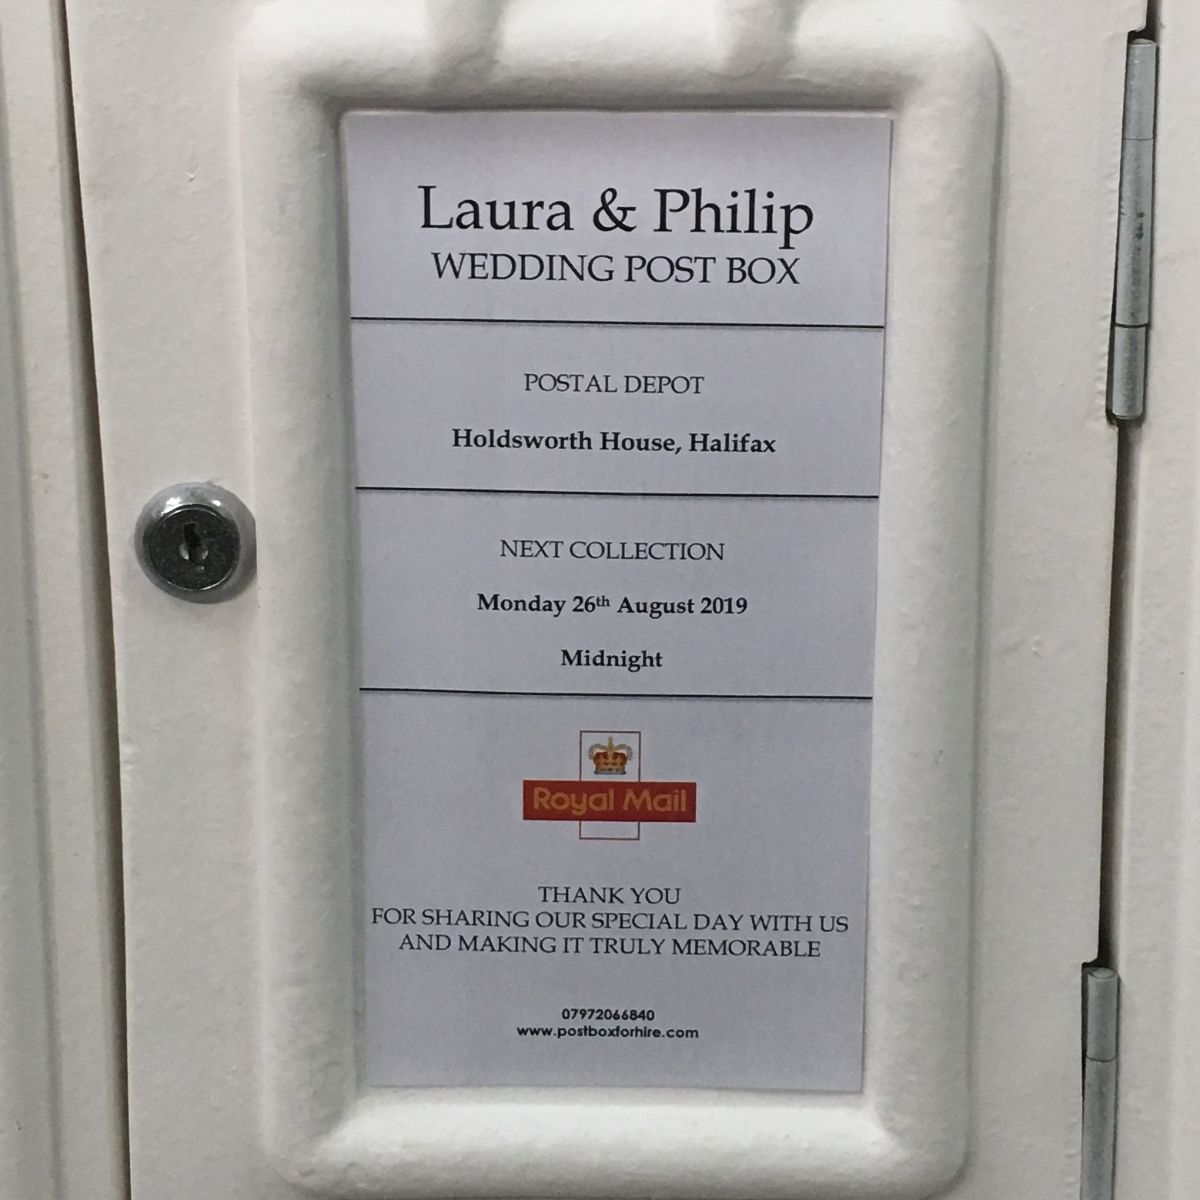 Laura & Philip
WEDDING POST BOX
POSTAL DEPOT
Holdsworth House, Halifax
NEXT COLLECTION
Monday 26th August 2019
Midnight
Royal Mail
THANK YOU
FOR SHARING OUR SPECIAL DAY WITH US
AND MAKING IT TRULY MEMORABLE
07972066840
www.postboxforhire.com